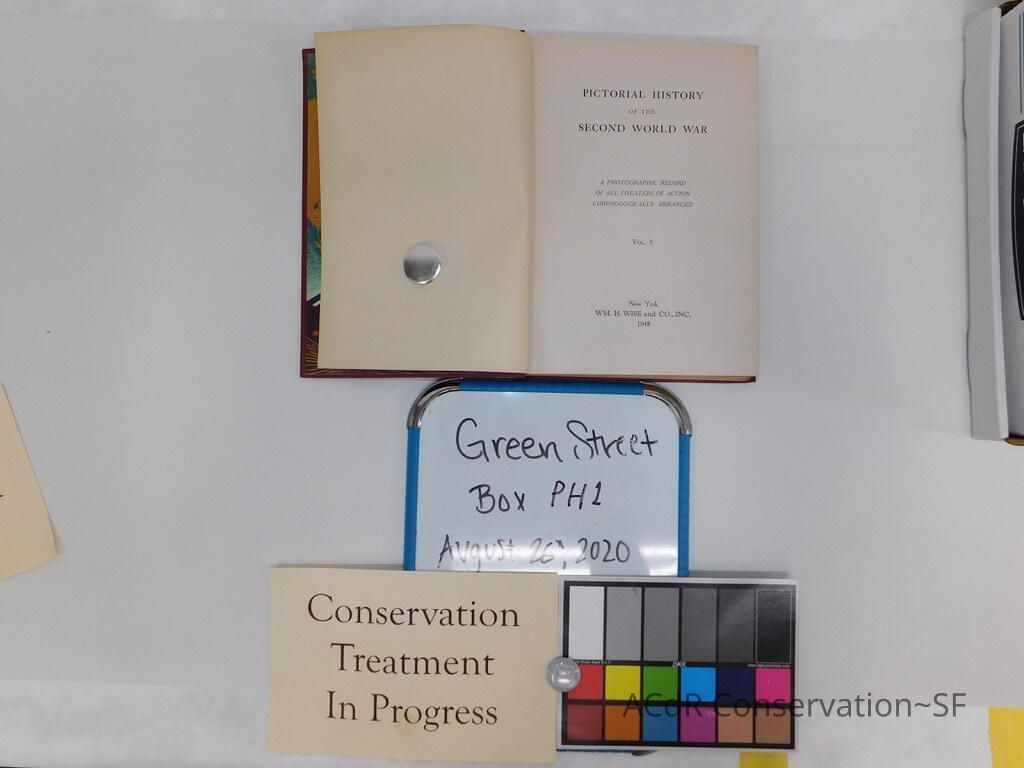 PICTORIAL HISTORY
OF THE
SECOND WORLD WAR
A PHOTOGRAPHIC RECORD
OF ALL THEATERS OF ACTION
CHRONOLOGICALLY ARRANGED
VOL. 3
New York
WM. H. WISE and CO., INC.
1948
Green Street
Box PH1
August 26, 2020
Conservation
Treatment
In Progress
DKK
ACdR Conservation~SF